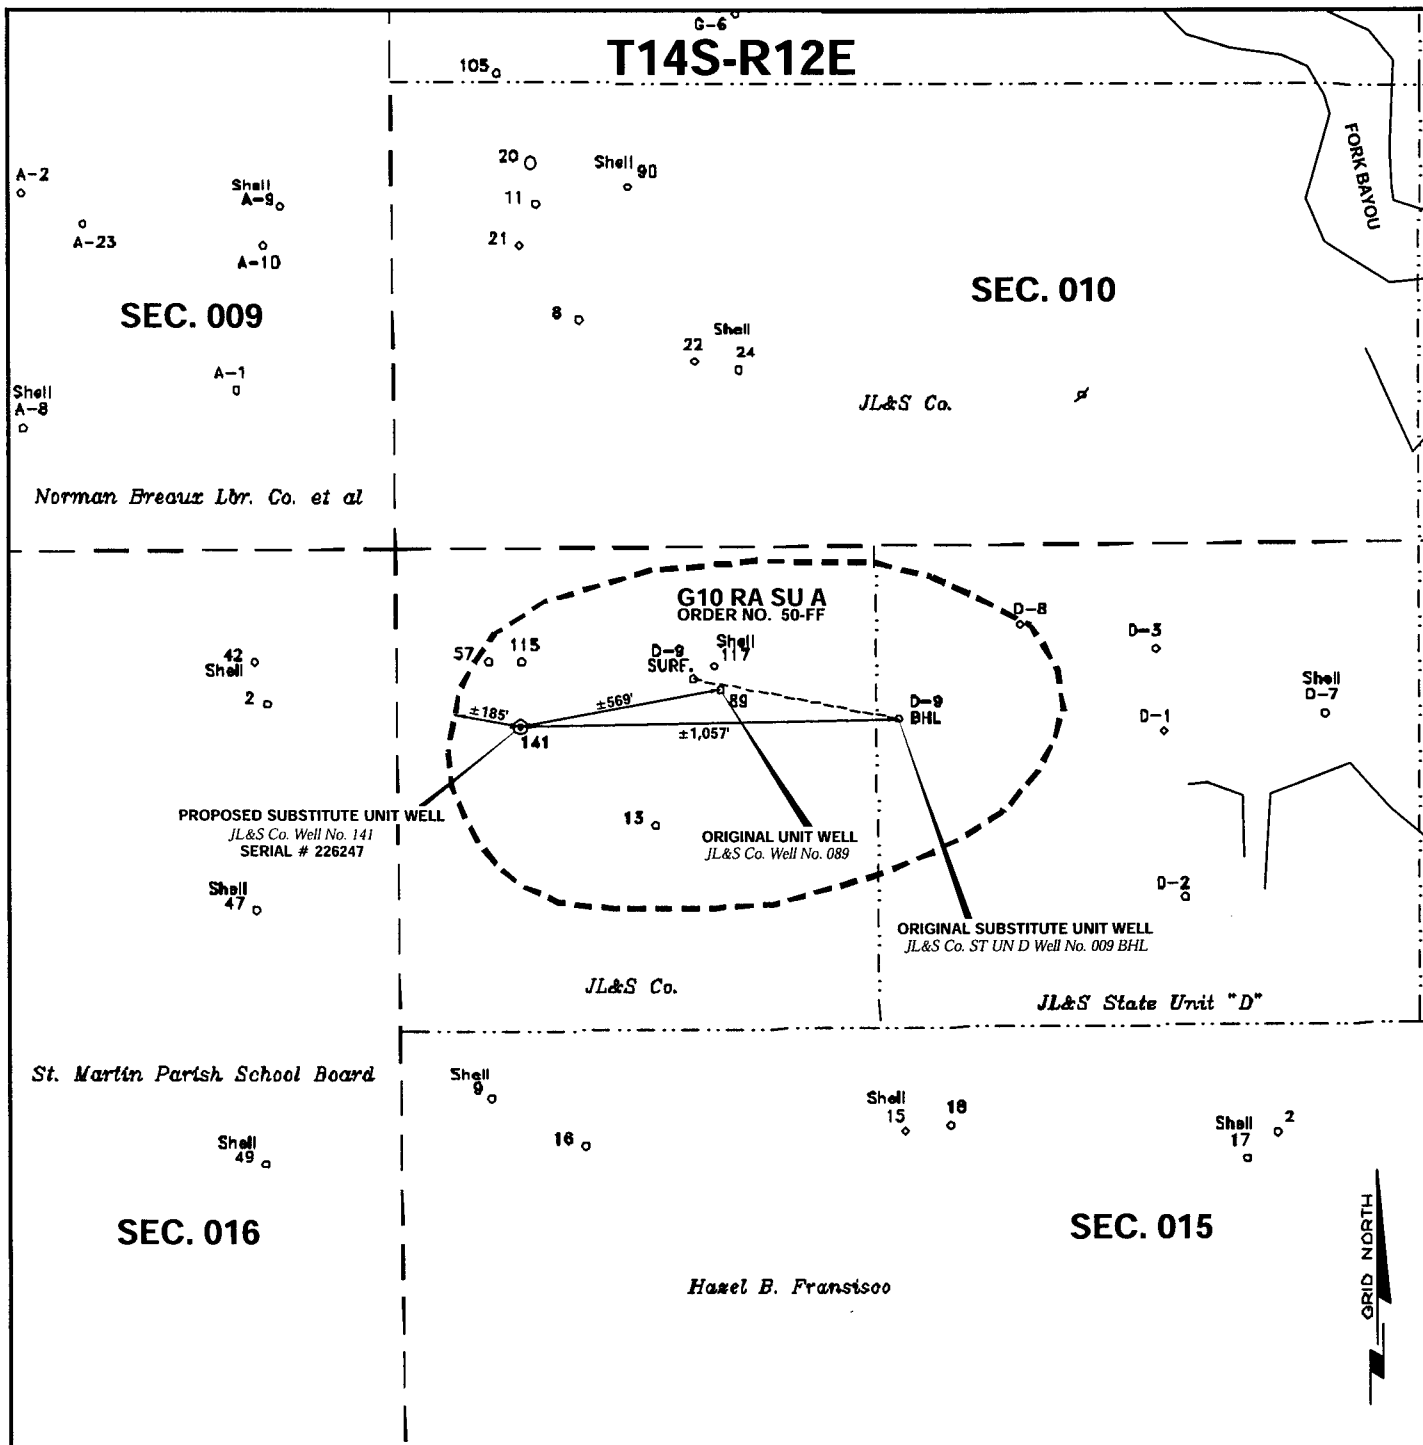 G-6
T14S-R12E
105
FORK BAYOU
A-2
A-23
Shell
A-9
A-10
20
11
21
Shell 90
SEC. 009
SEC. 010
8
22
Shell
24
A-1
Shell
A-8
JL&S Co.
Norman Breaux Lbr. Co. et al
G10 RA SU A
ORDER NO. 50-FF
D-8
D-3
42
Shell
2
57
115
D-9
SURF.
Shell
117
89
Shell
D-7
D-1
D-9
BHL
±185'
±569'
±1,057'
141
PROPOSED SUBSTITUTE UNIT WELL
JL&S Co. Well No. 141
SERIAL # 226247
13
ORIGINAL UNIT WELL
JL&S Co. Well No. 089
Shell
47
D-2
ORIGINAL SUBSTITUTE UNIT WELL
JL&S Co. ST UN D Well No. 009 BHL
JL&S Co.
JL&S State Unit "D"
St. Martin Parish School Board
Shell
9
16
Shell
15
18
Shell
17
2
Shell
49
SEC. 016
SEC. 015
GRID NORTH
Hazel B. Fransisco